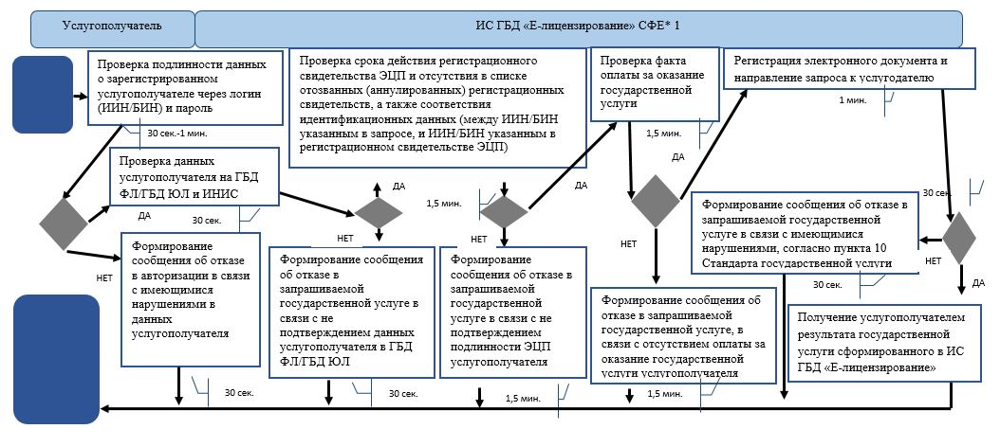 Услугополучатель
ИС ГБД «Е-лицензирование» СФЕ* 1
Проверка подлинности данных
о зарегистрированном
услугополучателе через логин
(ИИН/БИН) и пароль
30 сек.-1 мин.
Проверка срока действия регистрационного
свидетельства ЭЦП и отсутствия в списке
отозванных (аннулированных) регистрационных
свидетельств, а также соответствия
идентификационных данных (между ИИН/БИН
указанным в запросе, и ИИН/БИН указанным в
регистрационном свидетельстве ЭЦП)
Проверка факта
оплаты за оказание
государственной
услуги
1,5 мин.
Регистрация электронного документа и
направление запроса к услугодателю
1 мин.
Проверка данных
услугополучателя на ГБД
ФЛ/ГБД ЮЛ и ИНИС
ДА
30 сек.
ДА
1,5 мин.
ДА
ДА
30 сек.
НЕТ
НЕТ
НЕТ
НЕТ
НЕТ
ДА
Формирование
сообщения об отказе
в авторизации в связи
с имеющимися
нарушениями в
данных
услугополучателя
30 сек.
Формирование сообщения
об отказе в
запрашиваемой
государственной услуге в
связи с не
подтверждением данных
услугополучателя в ГБД
ФЛ/ГБД ЮЛ
30 сек.
Формирование
сообщения об отказе в
запрашиваемой
государственной
услуге в связи с не
подтверждением
подлинности ЭЦП
услугополучателя
1,5 мин.
Формирование сообщения об
отказе в запрашиваемой
государственной услуге, в
связи с отсутствием оплаты за
оказание государственной
услуги услугополучателя
1,5 мин.
Формирование сообщения об отказе в
запрашиваемой государственной
услуге в связи с имеющимися
нарушениями, согласно пункта 10
Стандарта государственной услуги
30 сек.
Получение услугополучателем
результата государственной
услуги сформированного в ИС
ГБД «Е-лицензирование»